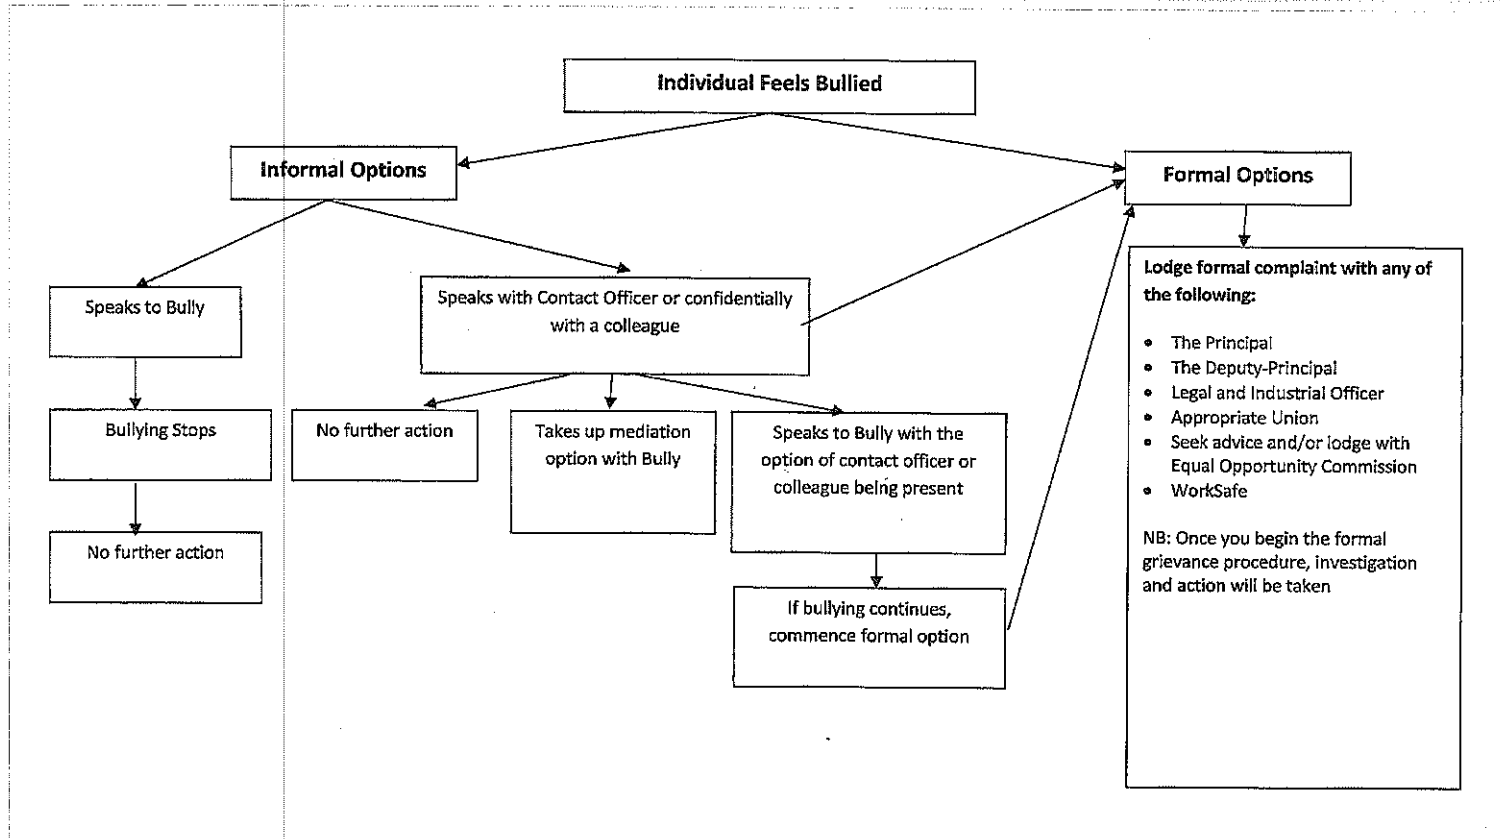 Individual Feels Bullied
Informal Options
Formal Options
Speaks to Bully
Bullying Stops
No further action
Speaks with Contact Officer or confidentially
with a colleague
No further action
Takes up mediation
option with Bully
Speaks to Bully with the
option of contact officer or
colleague being present
If bullying continues,
commence formal option
Lodge formal complaint with any of
the following:
• The Principal
• The Deputy-Principal
• Legal and Industrial Officer
• Appropriate Union
• Seek advice and/or lodge with
Equal Opportunity Commission
• WorkSafe
NB: Once you begin the formal
grievance procedure, investigation
and action will be taken